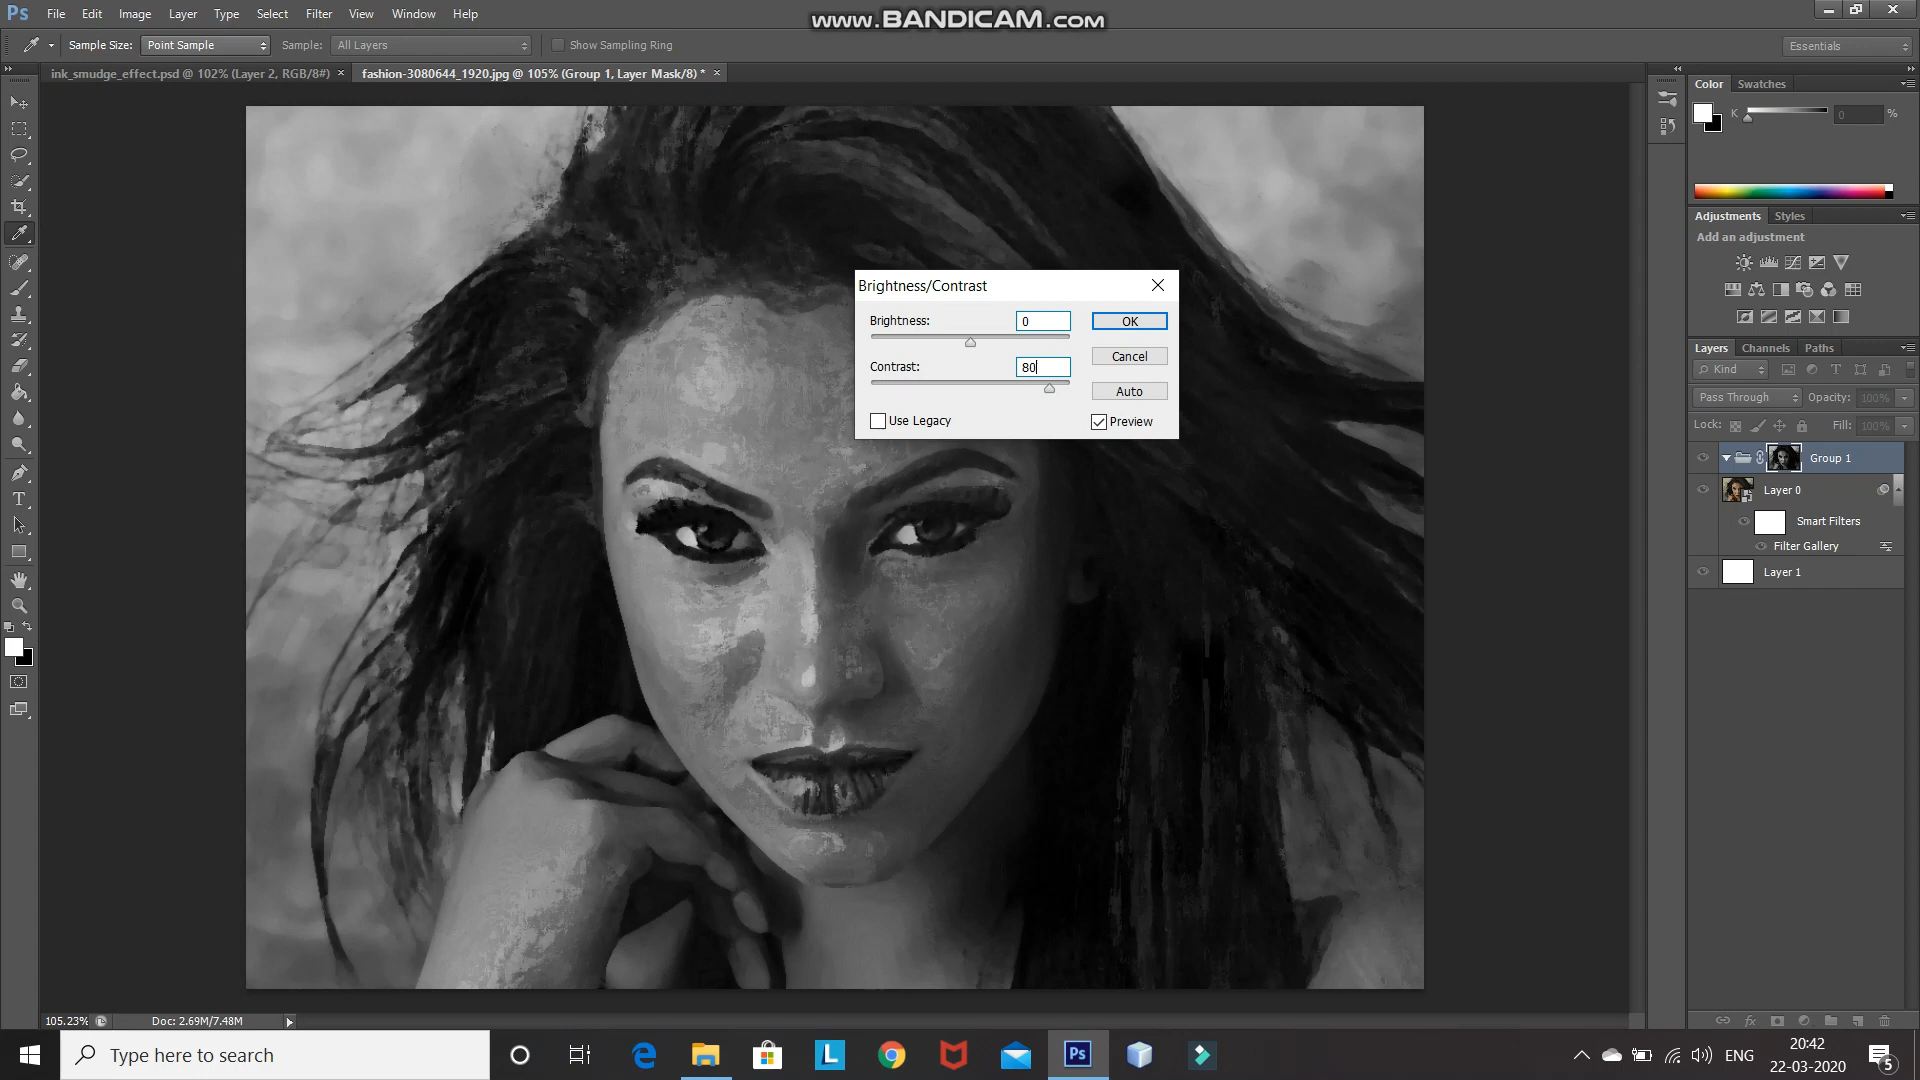 Ps File Edit Image Layer Type Select Filter View Window Help
www.BANDICAM.com
Sample Size: Point Sample Sample: All Layers Show Sampling Ring Essentials
ink_smudge_effect.psd @ 102% (Layer 2, RGB/8#) × fashion-3080644_1920.jpg @ 105% (Group 1, Layer Mask/8) * ×
Color Swatches
K 0 %
Adjustments Styles
Add an adjustment
Brightness/Contrast
Brightness: 0 OK
Contrast: 80 Cancel
Auto
Use Legacy Preview
Layers Channels Paths
Kind
Pass Through Opacity: 100%
Lock: Fill: 100%
Group 1
Layer 0
Smart Filters
Filter Gallery
Layer 1
105.23% Doc: 2.69M/7.48M
Type here to search
L Ps
ENG
20:42
22-03-2020
5